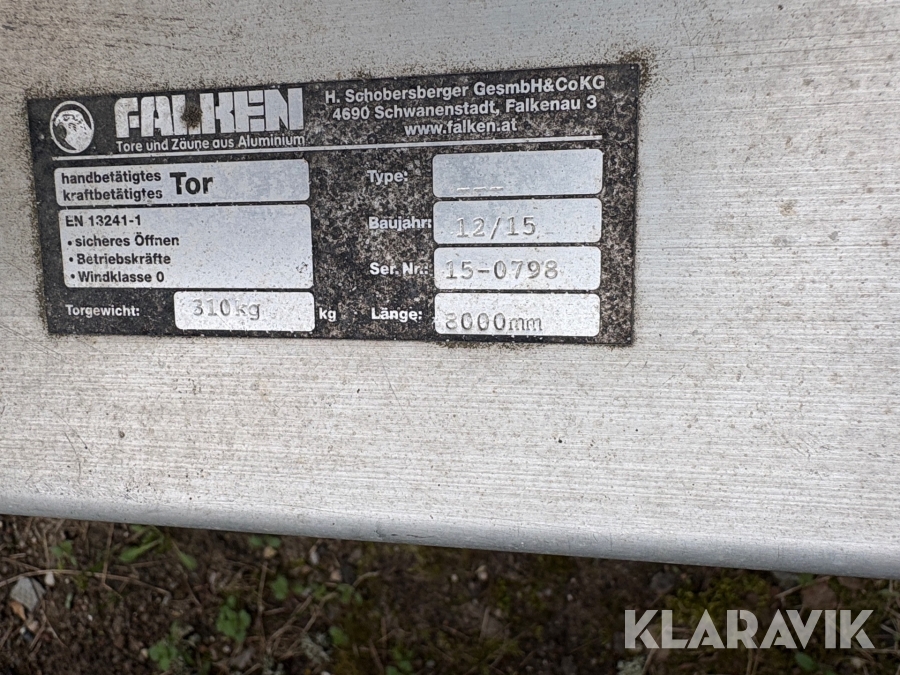 FALKEN
Tore und Zäune aus Aluminium
H. Schobersberger GesmbH&CoKG
4690 Schwanenstadt, Falkenau 3
www.falken.at
handbetätigtes
kraftbetätigtes Tor
EN 13241-1
• sicheres Öffnen
• Betriebskräfte
• Windklasse 0
Torgewicht: 310kg kg
Type: ---
Baujahr: 12/15
Ser. Nr.: 15-0798
Länge: 8000mm
KLARAVIK